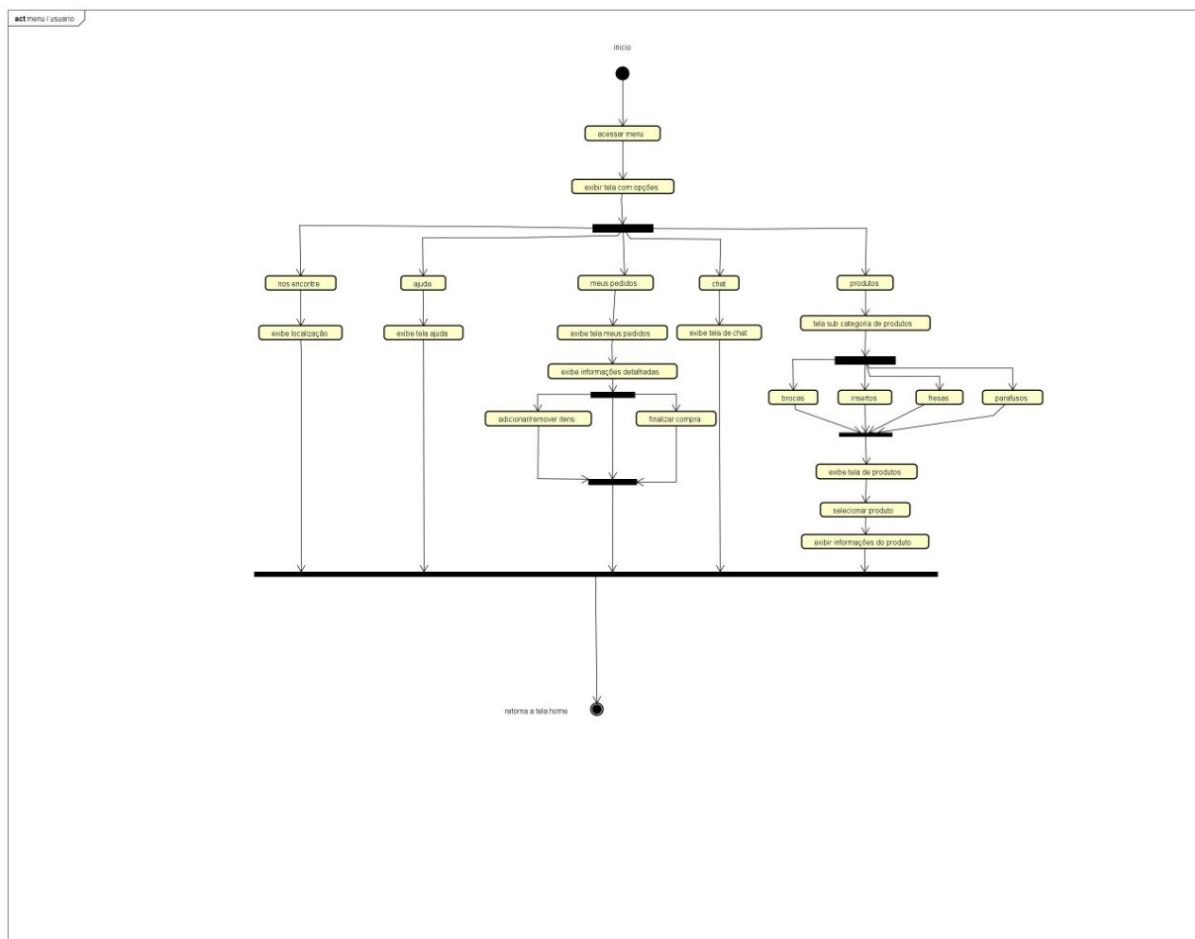 act menu / usuario
inicio
acessar menu
exibir tela com opções
nos encontre
ajuda
meus pedidos
chat
produtos
exibe localização
exibe tela ajuda
exibe tela meus pedidos
exibe tela de chat
tela sub categoria de produtos
exibe informações detalhadas
brocas
insertos
fresas
parafusos
adicionar/remover itens
finalizar compra
exibe tela de produtos
selecionar produto
exibir informações do produto
retorna a tela home